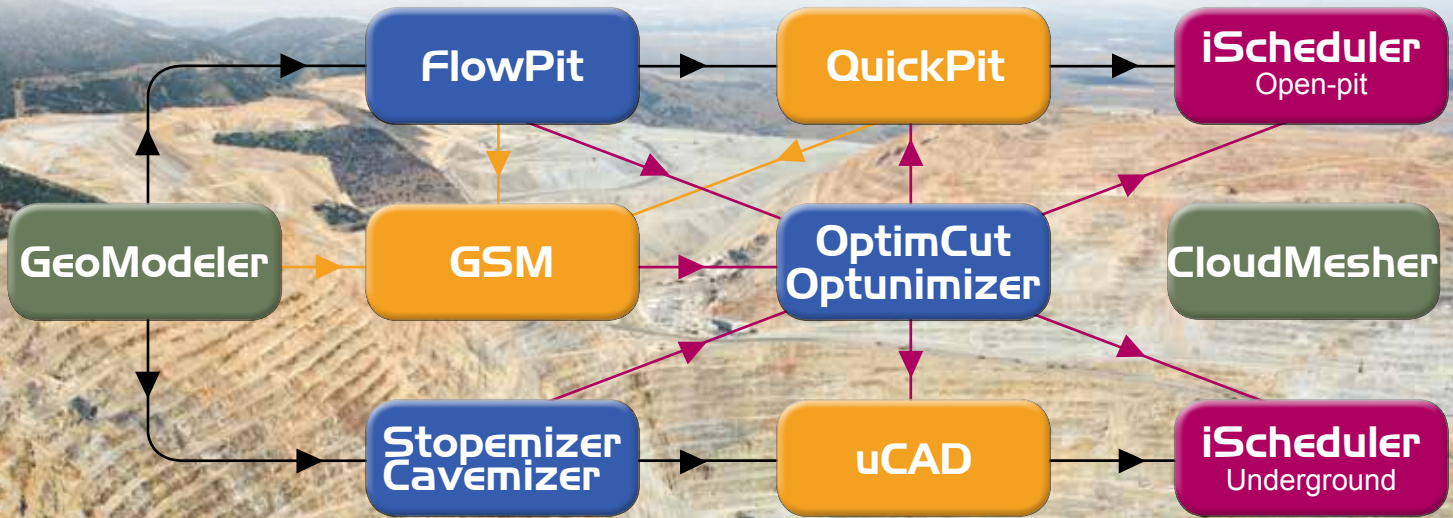 FlowPit
QuickPit
iScheduler
Open-pit
GeoModeler
GSM
OptimCut
Optunimizer
CloudMesher
Stopemizer
Cavemizer
uCAD
iScheduler
Underground